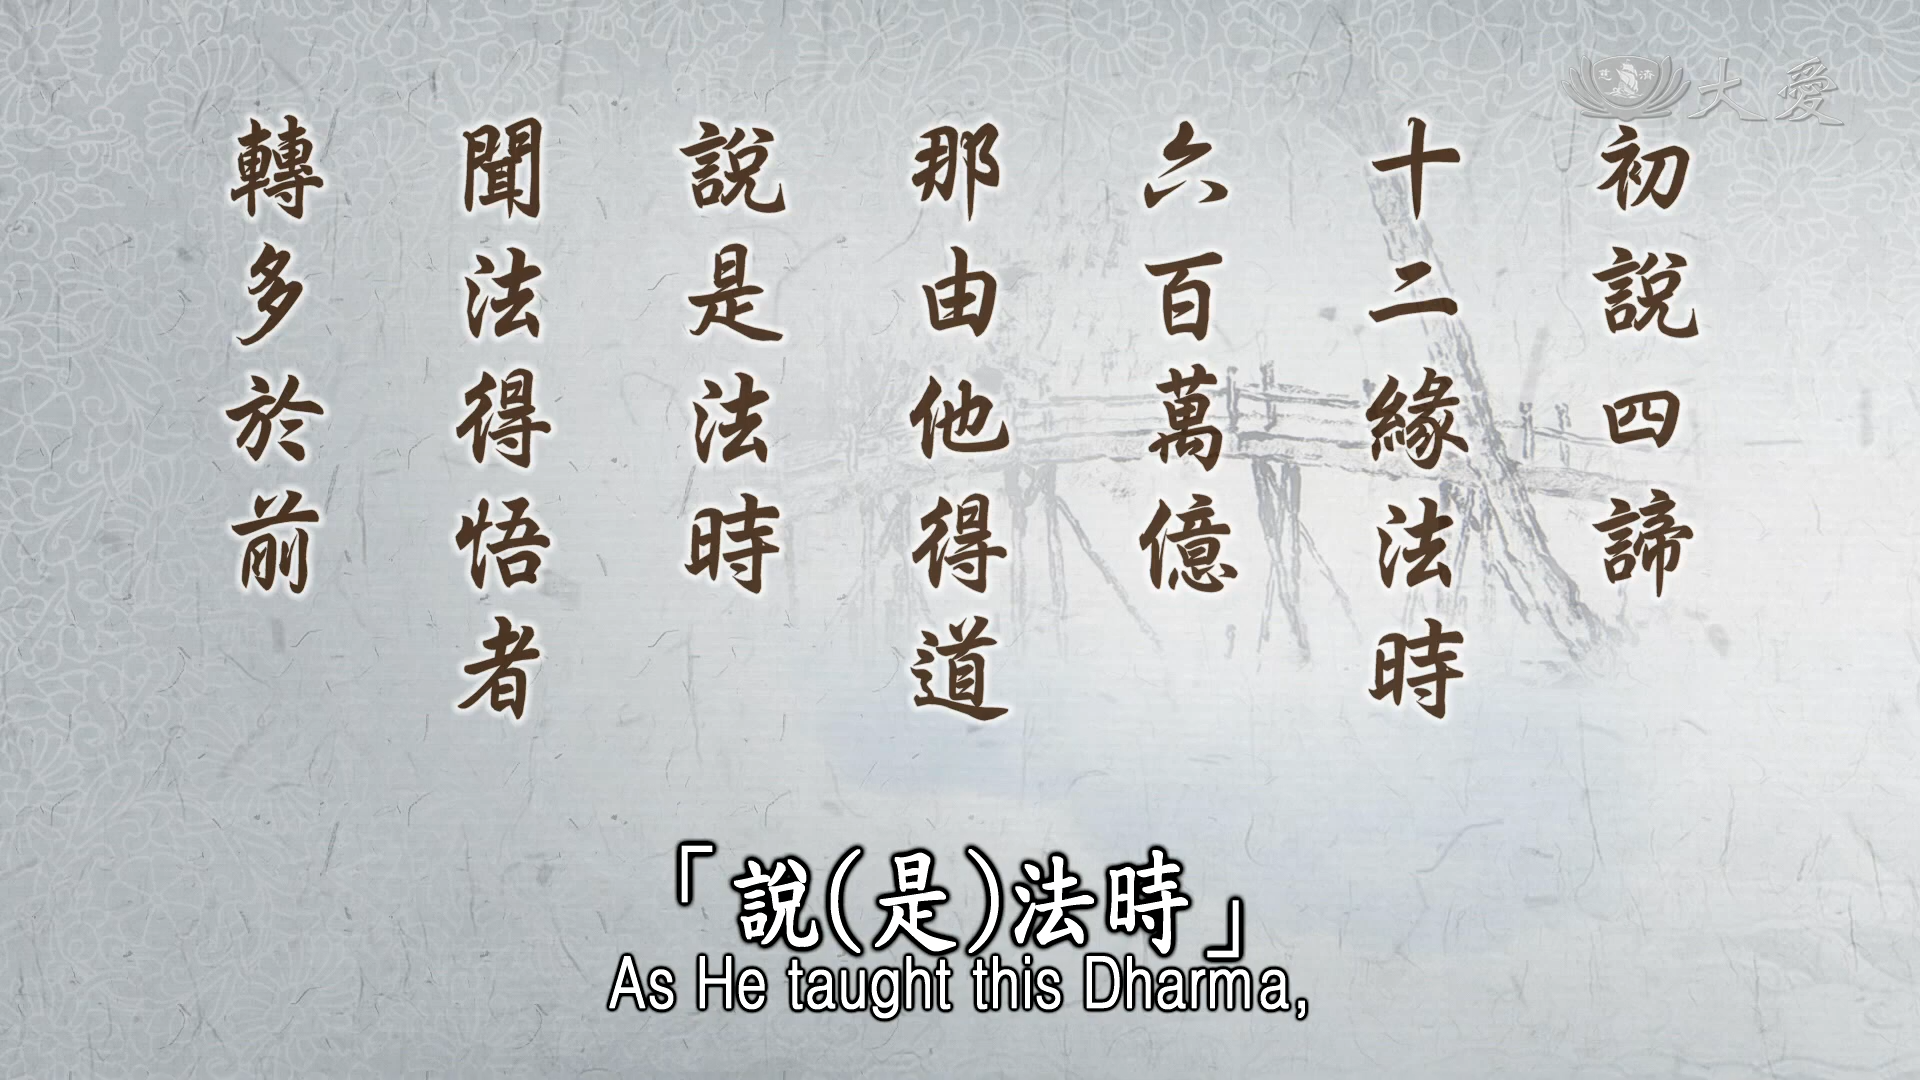 初說四諦
十二緣法時
六百萬億
那由他得道
說是法時
聞法得悟者
轉多於前
慈濟
大愛
「說(是)法時」
As He taught this Dharma,